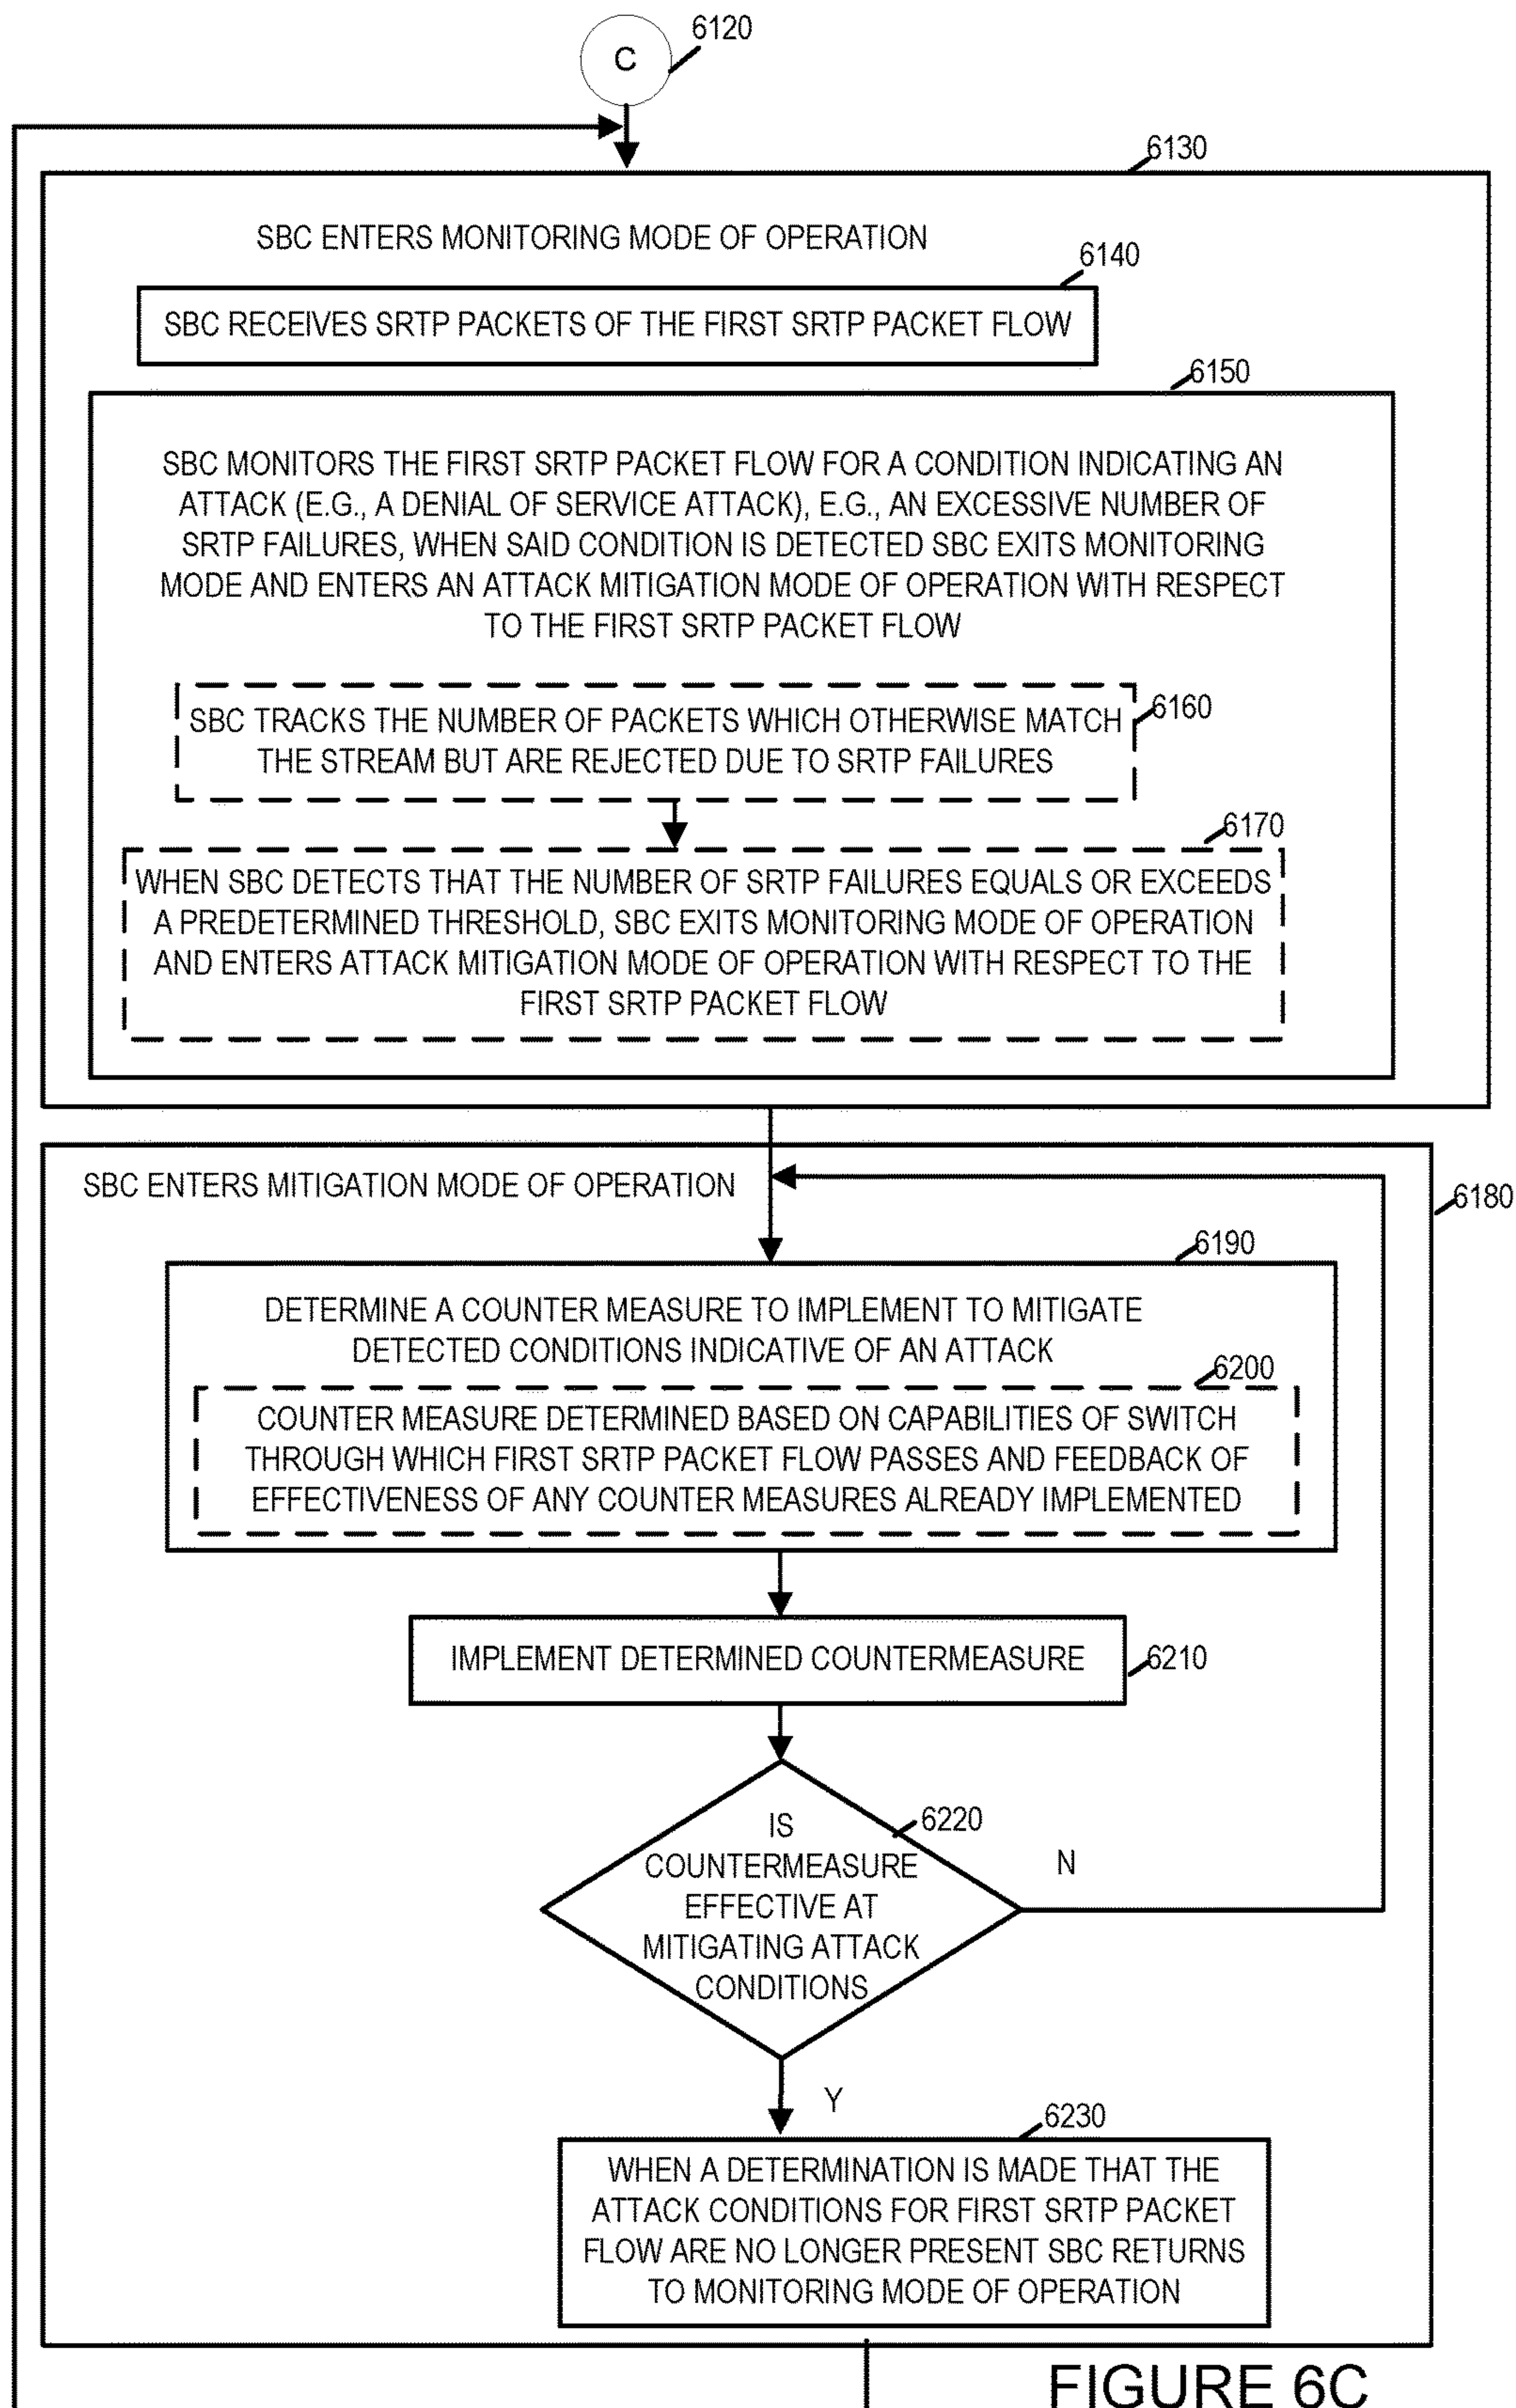 C
6120
6130
SBC ENTERS MONITORING MODE OF OPERATION
6140
SBC RECEIVES SRTP PACKETS OF THE FIRST SRTP PACKET FLOW
6150
SBC MONITORS THE FIRST SRTP PACKET FLOW FOR A CONDITION INDICATING AN
ATTACK (E.G., A DENIAL OF SERVICE ATTACK), E.G., AN EXCESSIVE NUMBER OF
SRTP FAILURES, WHEN SAID CONDITION IS DETECTED SBC EXITS MONITORING
MODE AND ENTERS AN ATTACK MITIGATION MODE OF OPERATION WITH RESPECT
TO THE FIRST SRTP PACKET FLOW
SBC TRACKS THE NUMBER OF PACKETS WHICH OTHERWISE MATCH
THE STREAM BUT ARE REJECTED DUE TO SRTP FAILURES
6160
6170
WHEN SBC DETECTS THAT THE NUMBER OF SRTP FAILURES EQUALS OR EXCEEDS
A PREDETERMINED THRESHOLD, SBC EXITS MONITORING MODE OF OPERATION
AND ENTERS ATTACK MITIGATION MODE OF OPERATION WITH RESPECT TO THE
FIRST SRTP PACKET FLOW
SBC ENTERS MITIGATION MODE OF OPERATION
6180
6190
DETERMINE A COUNTER MEASURE TO IMPLEMENT TO MITIGATE
DETECTED CONDITIONS INDICATIVE OF AN ATTACK
6200
COUNTER MEASURE DETERMINED BASED ON CAPABILITIES OF SWITCH
THROUGH WHICH FIRST SRTP PACKET FLOW PASSES AND FEEDBACK OF
EFFECTIVENESS OF ANY COUNTER MEASURES ALREADY IMPLEMENTED
IMPLEMENT DETERMINED COUNTERMEASURE
6210
IS
COUNTERMEASURE
EFFECTIVE AT
MITIGATING ATTACK
CONDITIONS
6220
N
Y
6230
WHEN A DETERMINATION IS MADE THAT THE
ATTACK CONDITIONS FOR FIRST SRTP PACKET
FLOW ARE NO LONGER PRESENT SBC RETURNS
TO MONITORING MODE OF OPERATION
FIGURE 6C